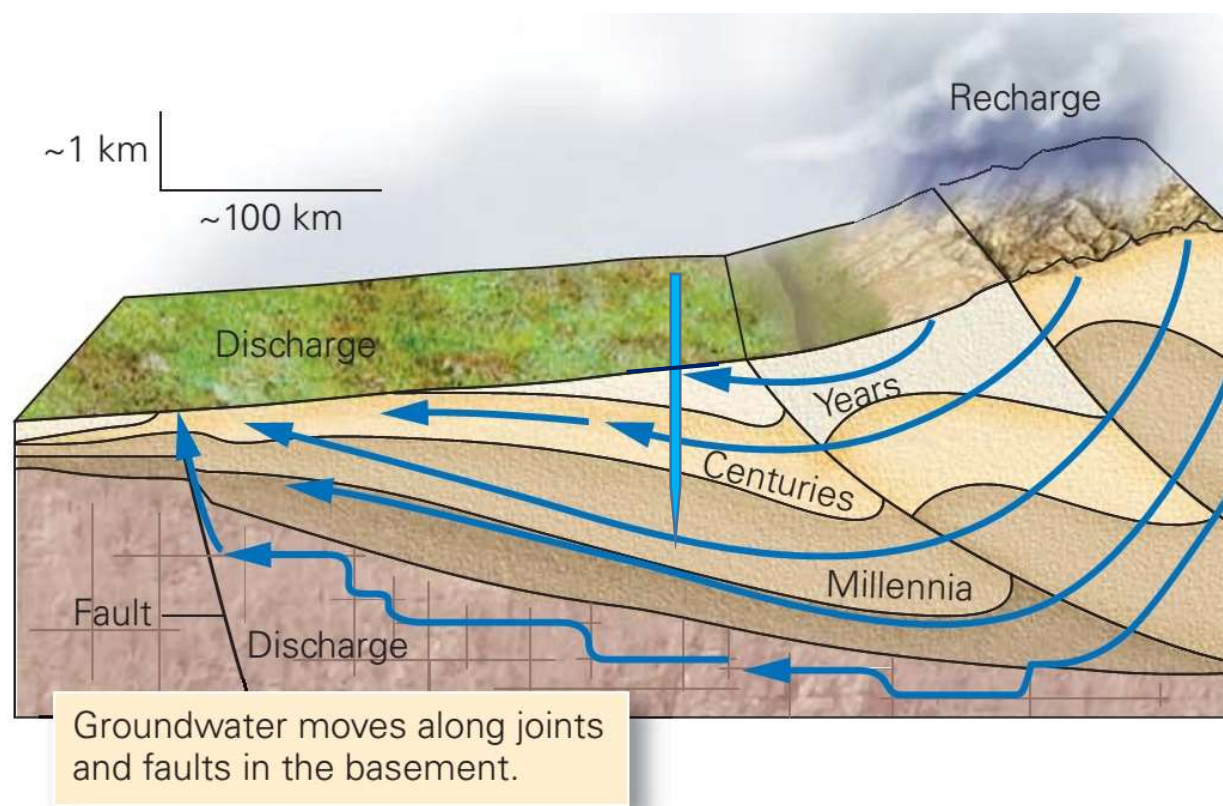 Recharge
~1 km
~100 km
Discharge
Years
Centuries
Millennia
Fault
Discharge
Groundwater moves along joints
and faults in the basement.